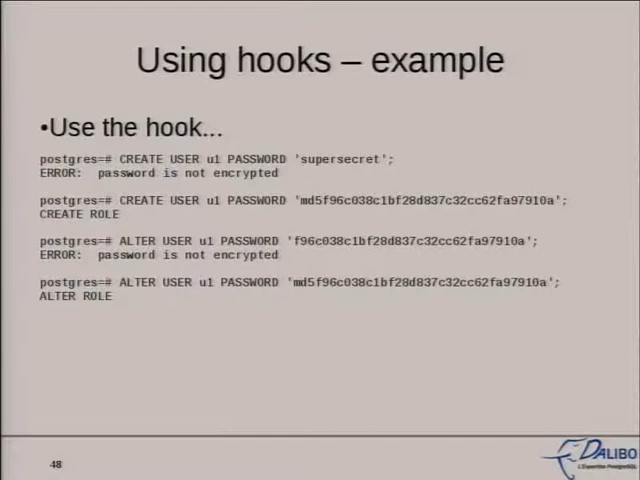 Using hooks – example
•Use the hook...
postgres=# CREATE USER u1 PASSWORD 'supersecret';
ERROR:  password is not encrypted
postgres=# CREATE USER u1 PASSWORD 'md5f96c038c1bf28d837c32cc62fa97910a';
CREATE ROLE
postgres=# ALTER USER u1 PASSWORD 'f96c038c1bf28d837c32cc62fa97910a';
ERROR:  password is not encrypted
postgres=# ALTER USER u1 PASSWORD 'md5f96c038c1bf28d837c32cc62fa97910a';
ALTER ROLE
48
DALIBO
L'Expertise PostgreSQL